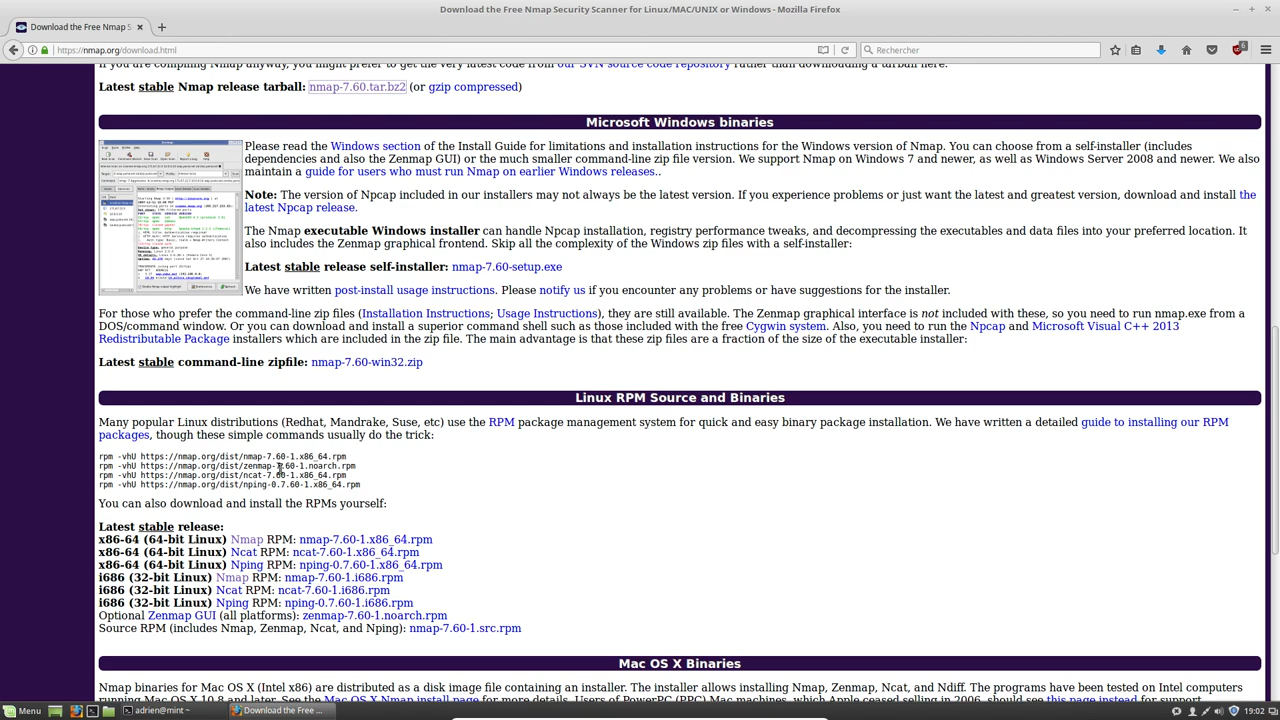 Download the Free Nmap Security Scanner for Linux/MAC/UNIX or Windows - Mozilla Firefox
Download the Free Nmap S
https://nmap.org/download.html
Rechercher
6
If you are compiling Nmap anyway, you might prefer to get the very latest code from our SVN source code repository rather than downloading a tarball here.
Latest stable Nmap release tarball: nmap-7.60.tar.bz2 (or gzip compressed)
Microsoft Windows binaries
Please read the Windows section of the Install Guide for limitations and installation instructions for the Windows version of Nmap. You can choose from a self-installer (includes
dependencies and also the Zenmap GUI) or the much smaller command-line zip file version. We support Nmap on Windows 7 and newer, as well as Windows Server 2008 and newer. We also
maintain a guide for users who must run Nmap on earlier Windows releases..
Note: The version of Npcap included in our installers may not always be the latest version. If you experience problems or just want the latest and greatest version, download and install the
latest Npcap release.
The Nmap executable Windows installer can handle Npcap installation, registry performance tweaks, and decompressing the executables and data files into your preferred location. It
also includes the Zenmap graphical frontend. Skip all the complexity of the Windows zip files with a self-installer:
Latest stable release self-installer: nmap-7.60-setup.exe
We have written post-install usage instructions. Please notify us if you encounter any problems or have suggestions for the installer.
For those who prefer the command-line zip files (Installation Instructions; Usage Instructions), they are still available. The Zenmap graphical interface is not included with these, so you need to run nmap.exe from a
DOS/command window. Or you can download and install a superior command shell such as those included with the free Cygwin system. Also, you need to run the Npcap and Microsoft Visual C++ 2013
Redistributable Package installers which are included in the zip file. The main advantage is that these zip files are a fraction of the size of the executable installer:
Latest stable command-line zipfile: nmap-7.60-win32.zip
Linux RPM Source and Binaries
Many popular Linux distributions (Redhat, Mandrake, Suse, etc) use the RPM package management system for quick and easy binary package installation. We have written a detailed guide to installing our RPM
packages, though these simple commands usually do the trick:
rpm -vhU https://nmap.org/dist/nmap-7.60-1.x86_64.rpm
rpm -vhU https://nmap.org/dist/zenmap-7.60-1.noarch.rpm
rpm -vhU https://nmap.org/dist/ncat-7.60-1.x86_64.rpm
rpm -vhU https://nmap.org/dist/nping-0.7.60-1.x86_64.rpm
You can also download and install the RPMs yourself:
Latest stable release:
x86-64 (64-bit Linux) Nmap RPM: nmap-7.60-1.x86_64.rpm
x86-64 (64-bit Linux) Ncat RPM: ncat-7.60-1.x86_64.rpm
x86-64 (64-bit Linux) Nping RPM: nping-0.7.60-1.x86_64.rpm
i686 (32-bit Linux) Nmap RPM: nmap-7.60-1.i686.rpm
i686 (32-bit Linux) Ncat RPM: ncat-7.60-1.i686.rpm
i686 (32-bit Linux) Nping RPM: nping-0.7.60-1.i686.rpm
Optional Zenmap GUI (all platforms): zenmap-7.60-1.noarch.rpm
Source RPM (includes Nmap, Zenmap, Ncat, and Nping): nmap-7.60-1.src.rpm
Mac OS X Binaries
Nmap binaries for Mac OS X (Intel x86) are distributed as a disk image file containing an installer. The installer allows installing Nmap, Zenmap, Ncat, and Ndiff. The programs have been tested on Intel computers
running Mac OS X 10.8 and later. See the Mac OS X Nmap install page for more details. Users of PowerPC (PPC) Mac machines, which Apple ceased selling in 2006, should see this page instead for support
Menu
adrien@mint ~
Download the Free ...
19:02